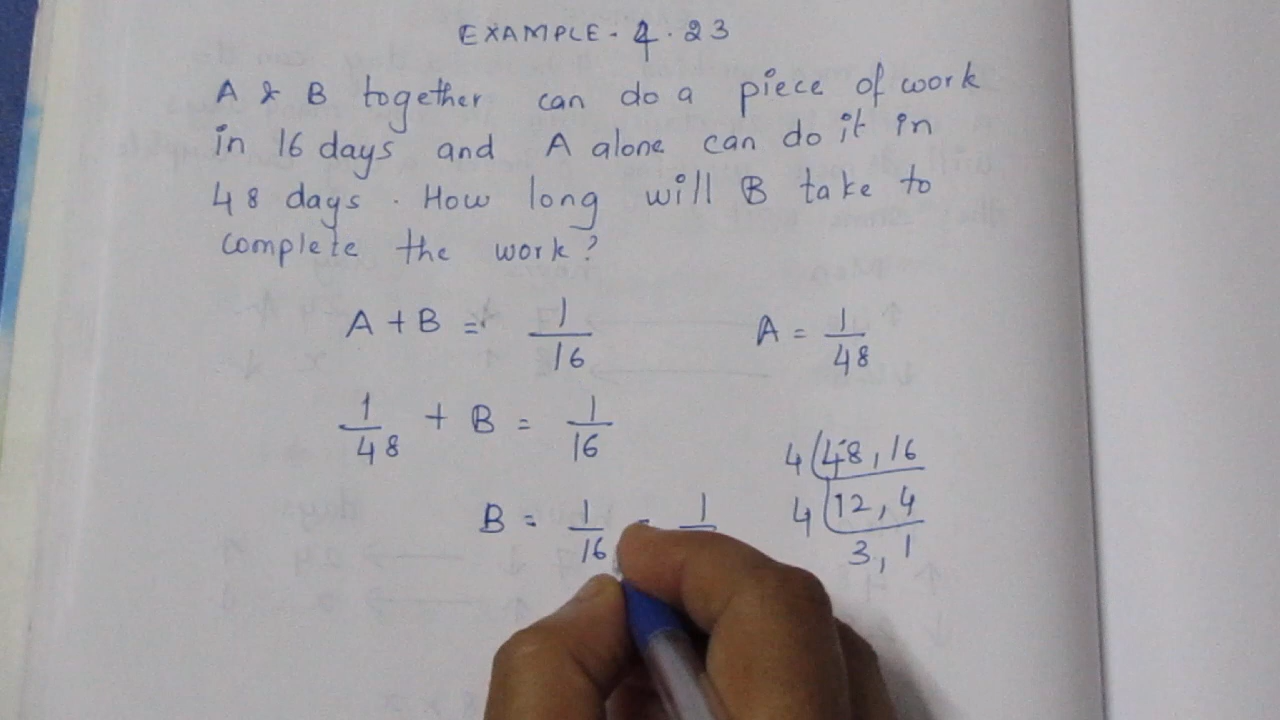 EXAMPLE - 4.23
A & B together can do a piece of work
in 16 days and A alone can do it in
48 days. How long will B take to
complete the work?
A + B = 1/16
A = 1/48
1/48 + B = 1/16
4 48, 16
4 12, 4
3, 1
B = 1/16 - 1